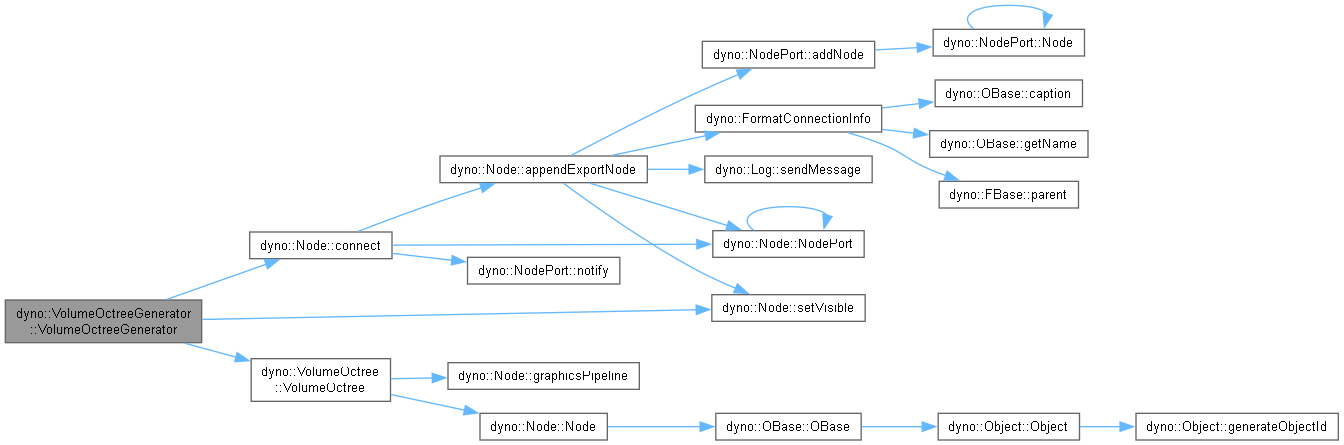 dyno::NodePort::Node
dyno::NodePort::addNode
dyno::OBase::caption
dyno::FormatConnectionInfo
dyno::OBase::getName
dyno::Node::appendExportNode
dyno::Log::sendMessage
dyno::FBase::parent
dyno::Node::connect
dyno::Node::NodePort
dyno::NodePort::notify
dyno::VolumeOctreeGenerator
::VolumeOctreeGenerator
dyno::Node::setVisible
dyno::VolumeOctree
::VolumeOctree
dyno::Node::graphicsPipeline
dyno::Node::Node
dyno::OBase::OBase
dyno::Object::Object
dyno::Object::generateObjectId